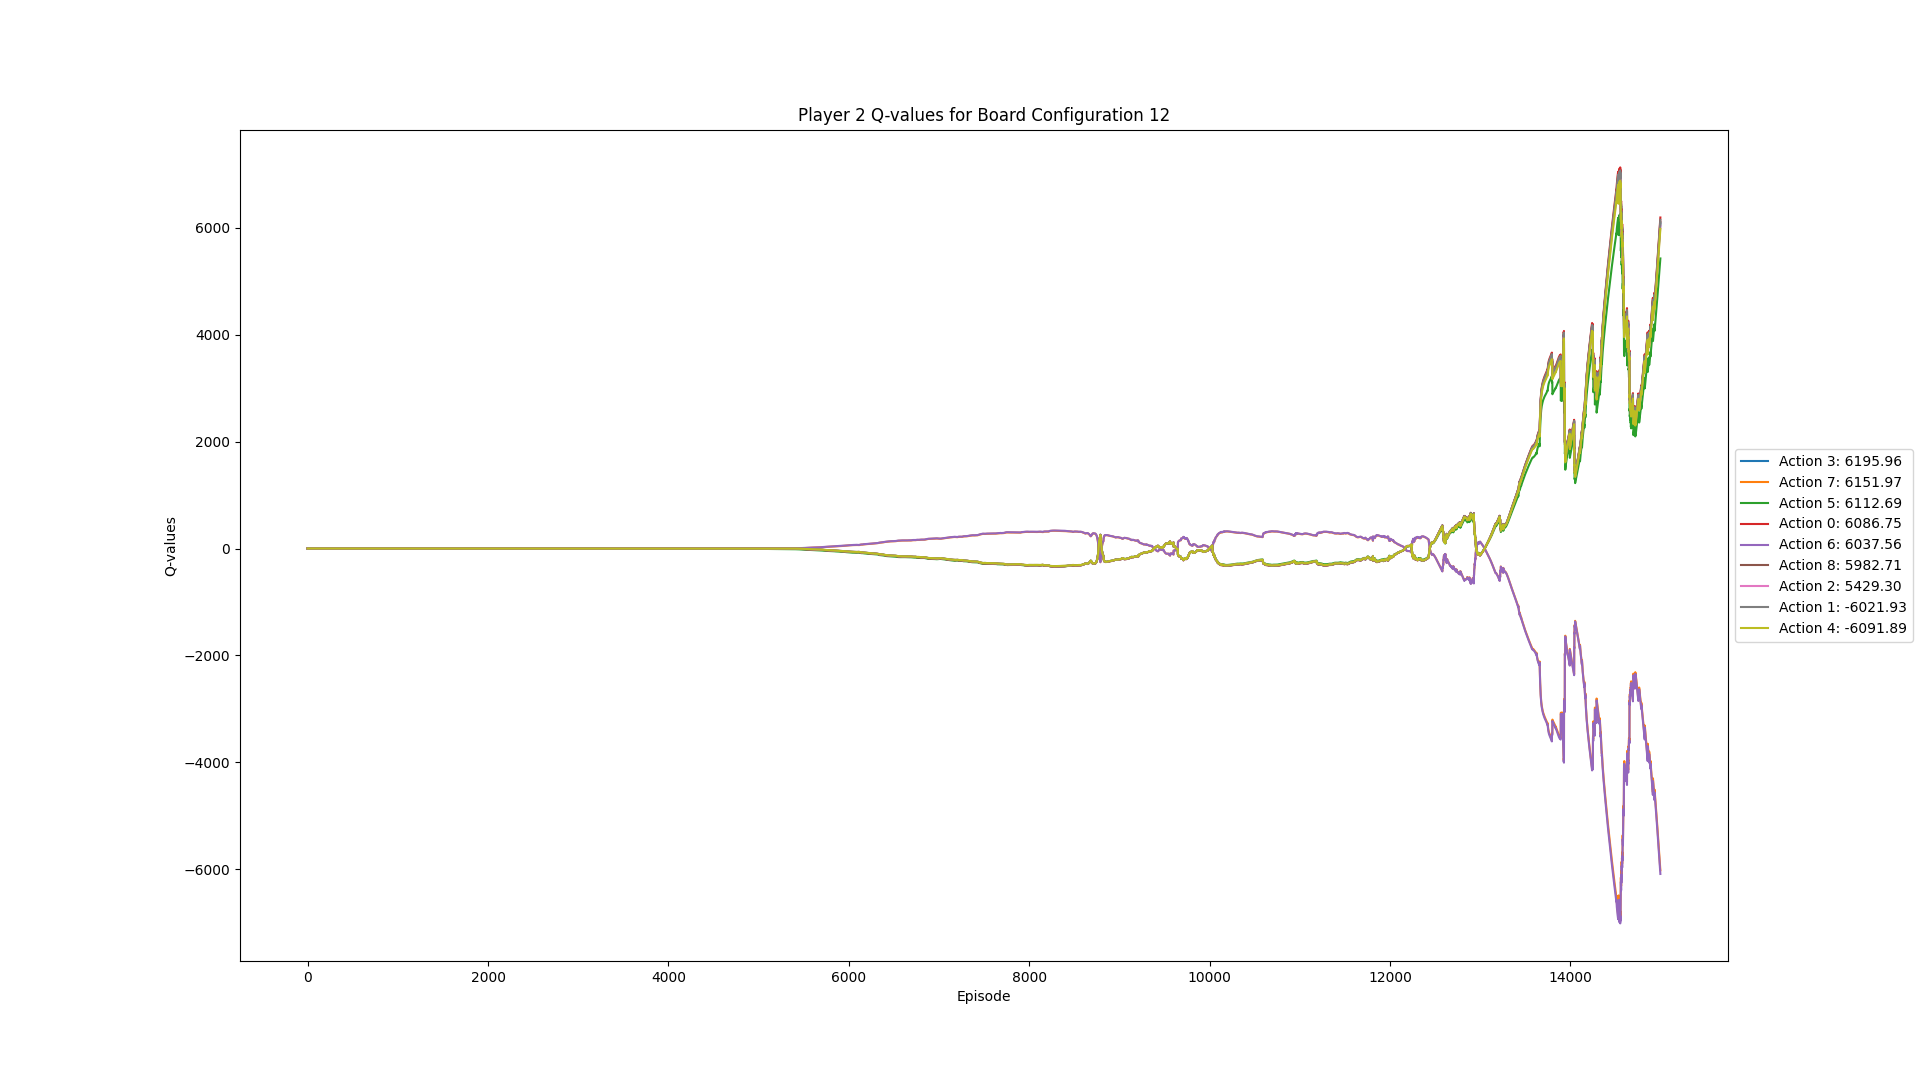 Player 2 Q-values for Board Configuration 12
Q-values
6000
4000
2000
0
−2000
−4000
−6000
0
2000
4000
6000
8000
10000
12000
14000
Episode
Action 3: 6195.96
Action 7: 6151.97
Action 5: 6112.69
Action 0: 6086.75
Action 6: 6037.56
Action 8: 5982.71
Action 2: 5429.30
Action 1: -6021.93
Action 4: -6091.89